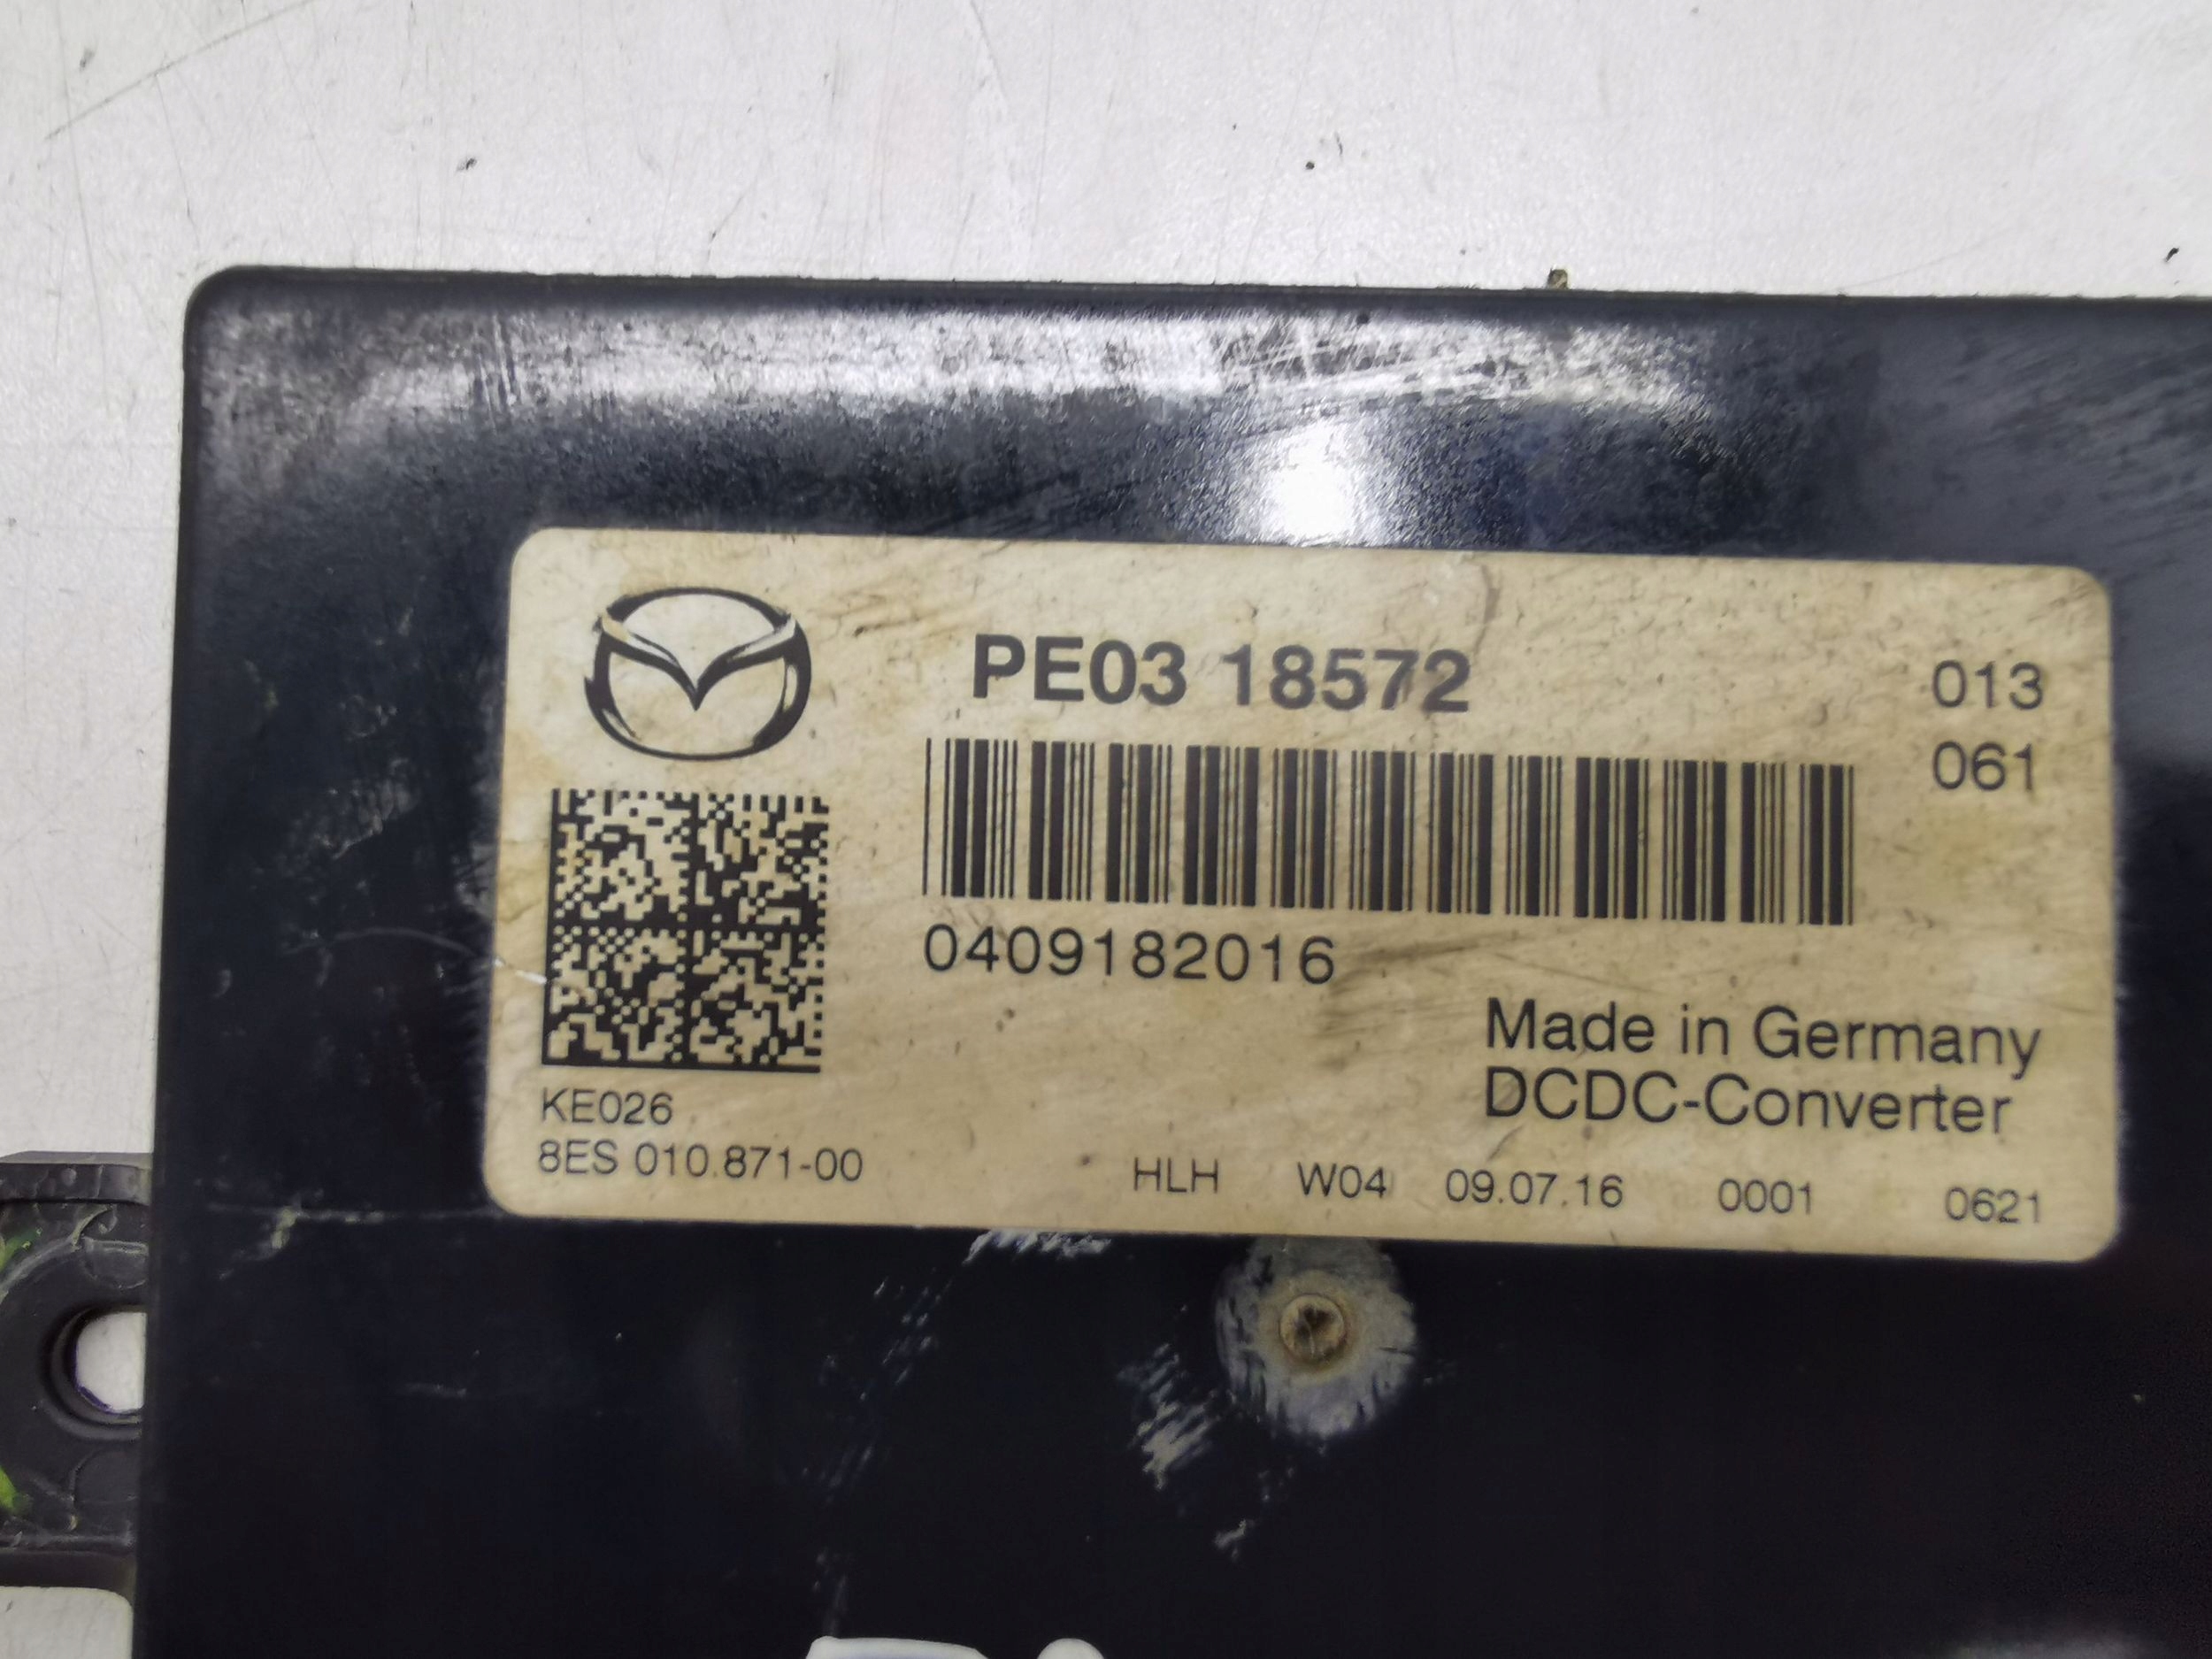 PE03 18572
013
061
0409182016
Made in Germany
DCDC-Converter
KE026
8ES 010.871-00
HLH W04 09.07.16 0001 0621